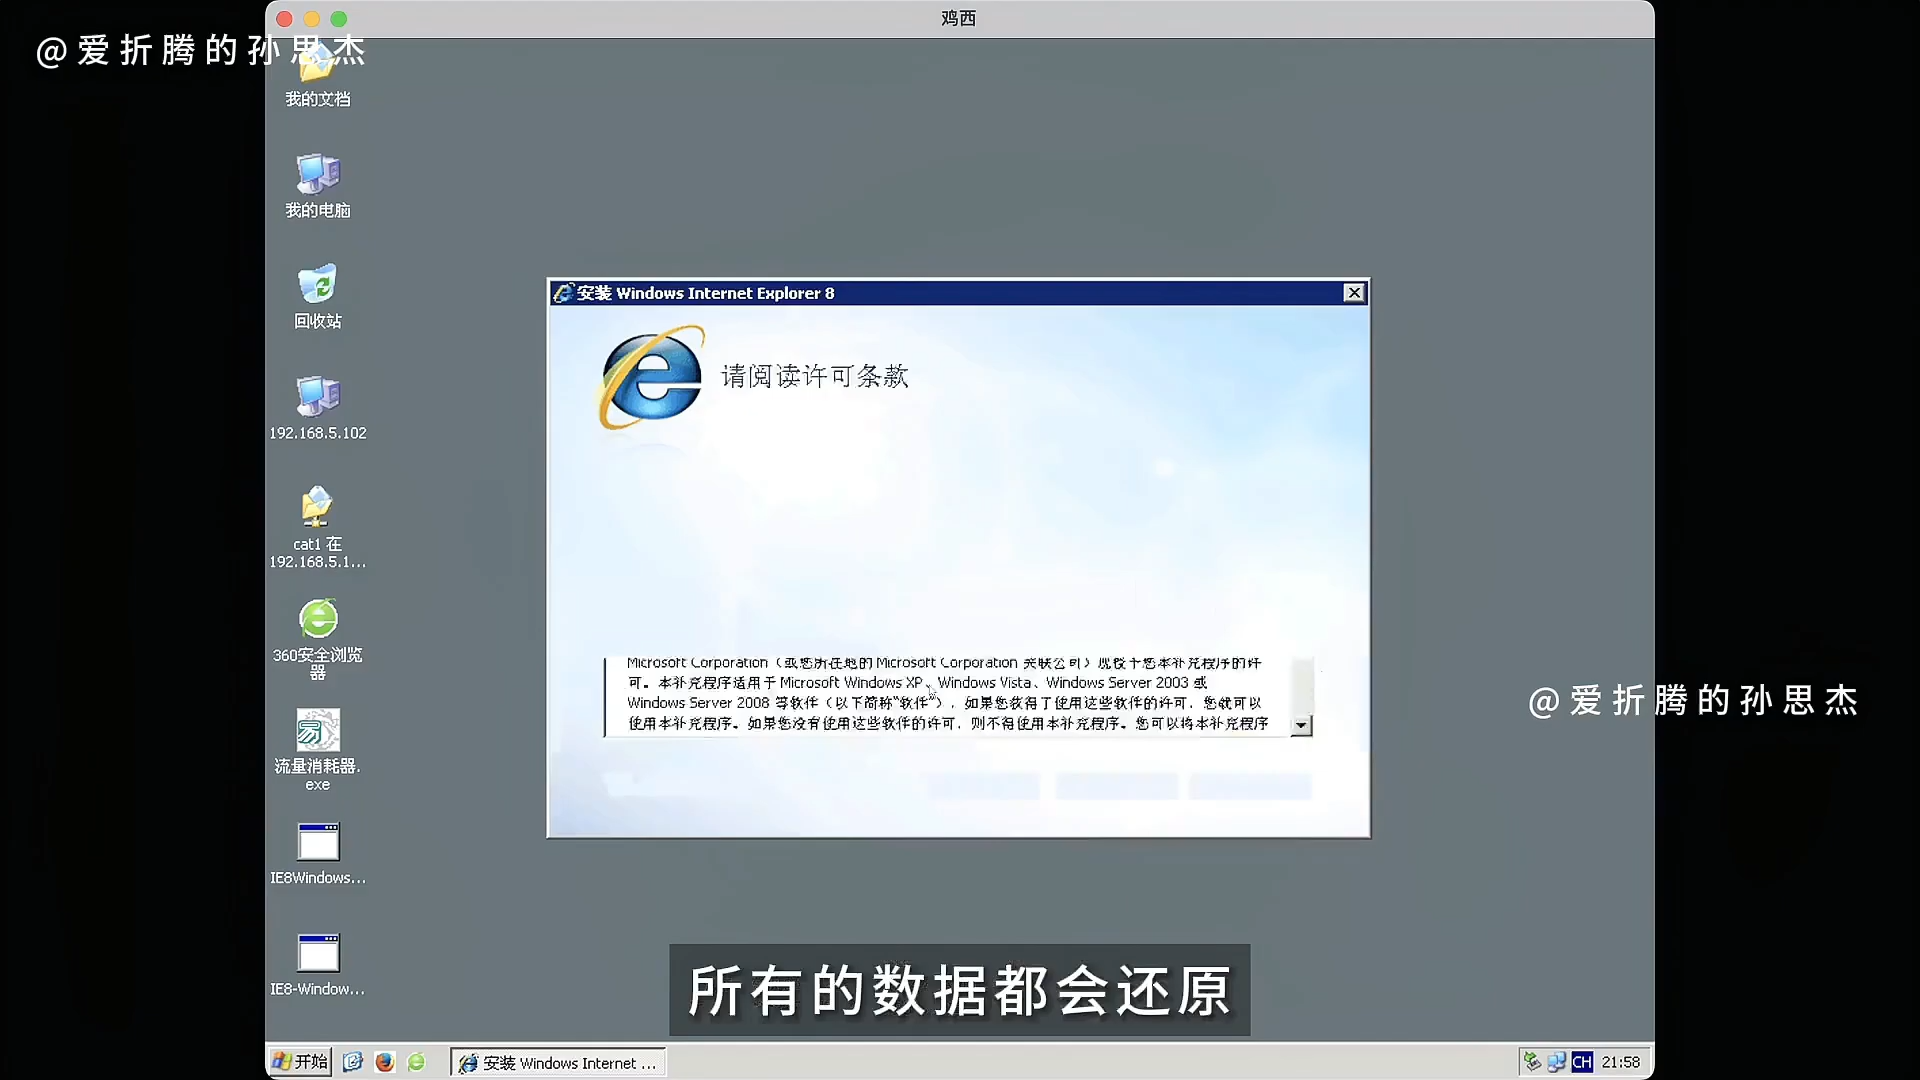 鸡西
@爱折腾的孙思杰
我的文档
我的电脑
回收站
192.168.5.102
cat1 在
192.168.5.1...
360安全浏览
器
流量消耗器.
exe
IE8Windows...
IE8-Window...
安装 Windows Internet Explorer 8
请阅读许可条款
Microsoft Corporation（或您所在地的 Microsoft Corporation 关联公司）现授予您本补充程序的许
可。本补充程序适用于 Microsoft Windows XP、Windows Vista、Windows Server 2003 或
Windows Server 2008 等软件（以下简称“软件”）。如果您获得了使用这些软件的许可，您就可以
使用本补充程序。如果您没有使用这些软件的许可，则不得使用本补充程序。您可以将本补充程序
@爱折腾的孙思杰
所有的数据都会还原
开始
安装 Windows Internet ...
CH
21:58